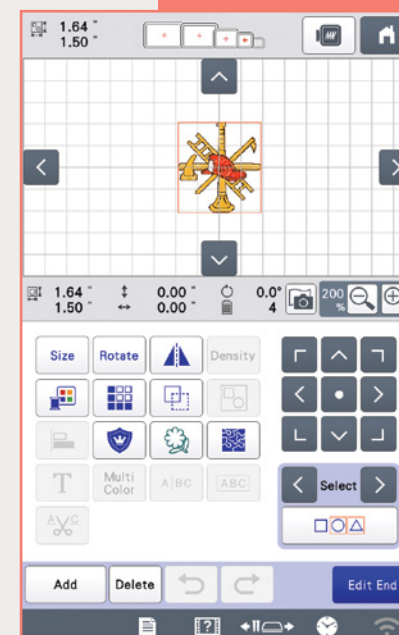 1.64 "
1.50 "
1.64 " 0.00 " 0.0°
1.50 " 0.00 " 4
200
%
Size Rotate Density
T Multi Color A|BC ABC
Select
Add Delete Edit End